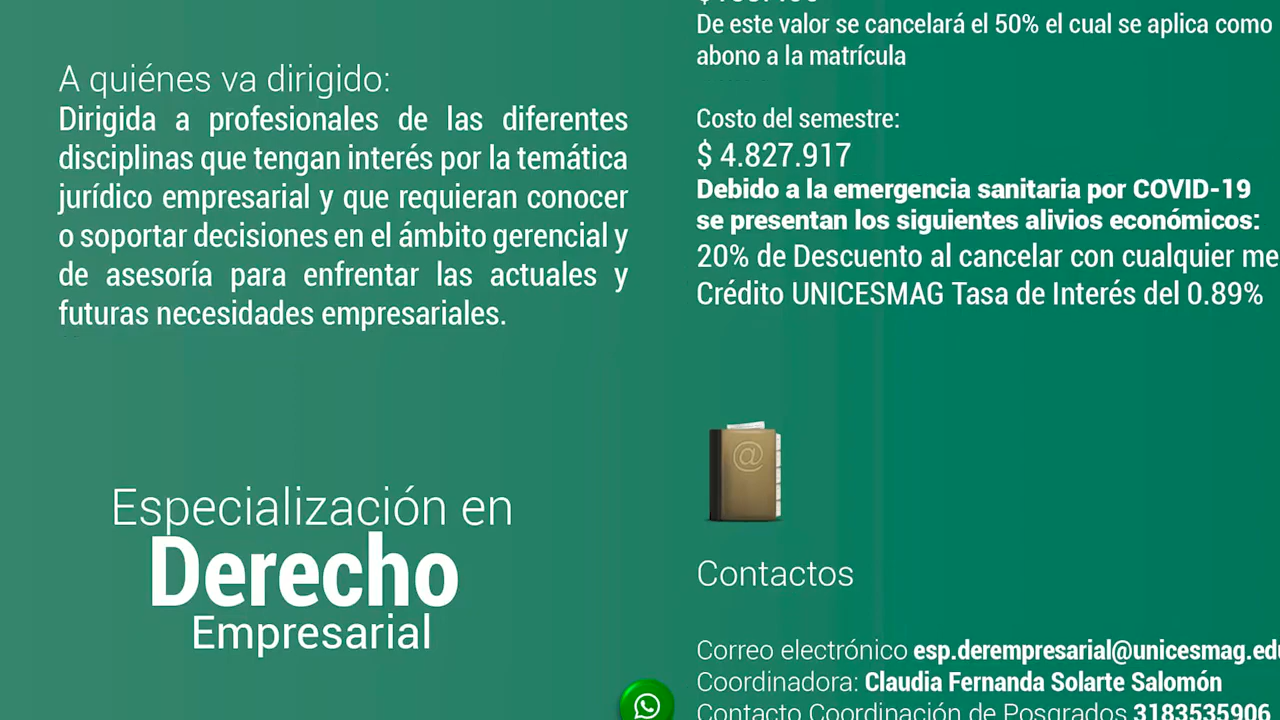 A quiénes va dirigido:
Dirigida a profesionales de las diferentes
disciplinas que tengan interés por la temática
jurídico empresarial y que requieran conocer
o soportar decisiones en el ámbito gerencial y
de asesoría para enfrentar las actuales y
futuras necesidades empresariales.
Especialización en
Derecho
Empresarial
De este valor se cancelará el 50% el cual se aplica como
abono a la matrícula
Costo del semestre:
$ 4.827.917
Debido a la emergencia sanitaria por COVID-19
se presentan los siguientes alivios económicos:
20% de Descuento al cancelar con cualquier me
Crédito UNICESMAG Tasa de Interés del 0.89%
@
Contactos
Correo electrónico esp.derempresarial@unicesmag.edu
Coordinadora: Claudia Fernanda Solarte Salomón
Contacto Coordinación de Posgrados 3183535906